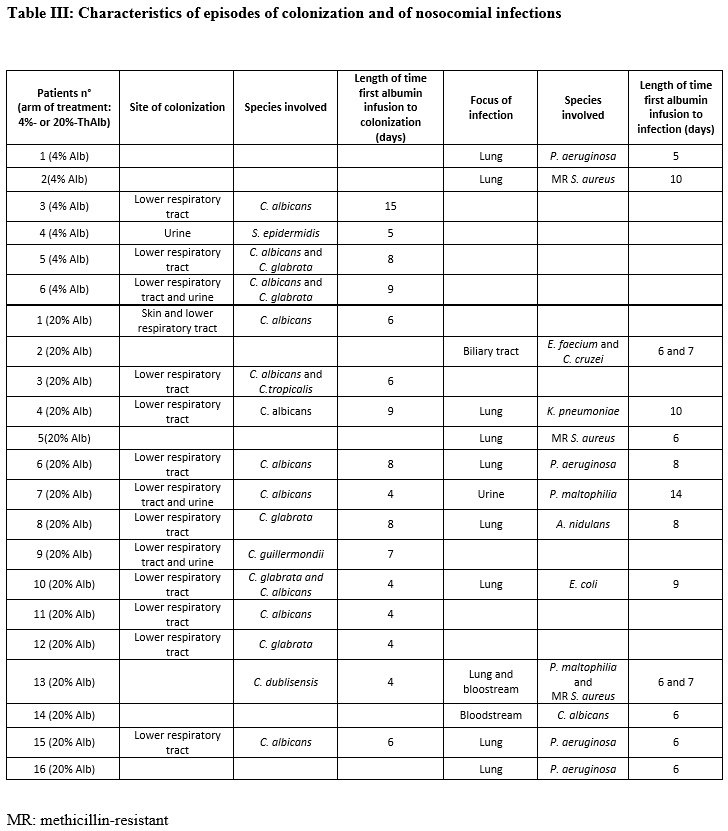 Table III: Characteristics of episodes of colonization and of nosocomial infections
Patients n°
(arm of treatment:
4%- or 20%-ThAlb)
Site of colonization
Species involved
Length of time
first albumin
infusion to
colonization
(days)
Focus of
infection
Species
involved
Length of time
first albumin
infusion to
infection (days)
1 (4% Alb) Lung P. aeruginosa 5
2(4% Alb) Lung MR S. aureus 10
3 (4% Alb) Lower respiratory
tract C. albicans 15
4 (4% Alb) Urine S. epidermidis 5
5 (4% Alb) Lower respiratory
tract C. albicans and
C. glabrata 8
6 (4% Alb) Lower respiratory
tract and urine C. albicans and
C. glabrata 9
1 (20% Alb) Skin and lower
respiratory tract C. albicans 6
2 (20% Alb) Biliary tract E. faecium and
C. cruzei 6 and 7
3 (20% Alb) Lower respiratory
tract C. albicans and
C.tropicalis 6
4 (20% Alb) Lower respiratory
tract C. albicans 9 Lung K. pneumoniae 10
5(20% Alb) Lung MR S. aureus 6
6 (20% Alb) Lower respiratory
tract C. albicans 8 Lung P. aeruginosa 8
7 (20% Alb) Lower respiratory
tract and urine C. albicans 4 Urine P. maltophilia 14
8 (20% Alb) Lower respiratory
tract C. glabrata 8 Lung A. nidulans 8
9 (20% Alb) Lower respiratory
tract and urine C. guillermondii 7
10 (20% Alb) Lower respiratory
tract C. glabrata and
C. albicans 4 Lung E. coli 9
11 (20% Alb) Lower respiratory
tract C. albicans 4
12 (20% Alb) Lower respiratory
tract C. glabrata 4
13 (20% Alb) C. dublisensis 4 Lung and
bloostream P. maltophilia
and
MR S. aureus 6 and 7
14 (20% Alb) Bloodstream C. albicans 6
15 (20% Alb) Lower respiratory
tract C. albicans 6 Lung P. aeruginosa 6
16 (20% Alb) Lung P. aeruginosa 6
MR: methicillin-resistant